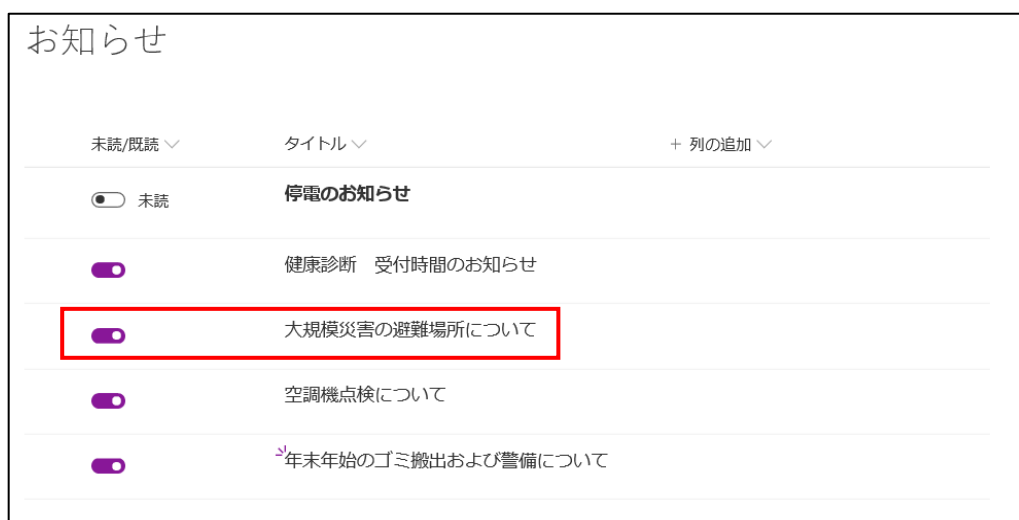 お知らせ
未読/既読 タイトル + 列の追加
未読 停電のお知らせ
健康診断　受付時間のお知らせ
大規模災害の避難場所について
空調機点検について
年末年始のゴミ搬出および警備について